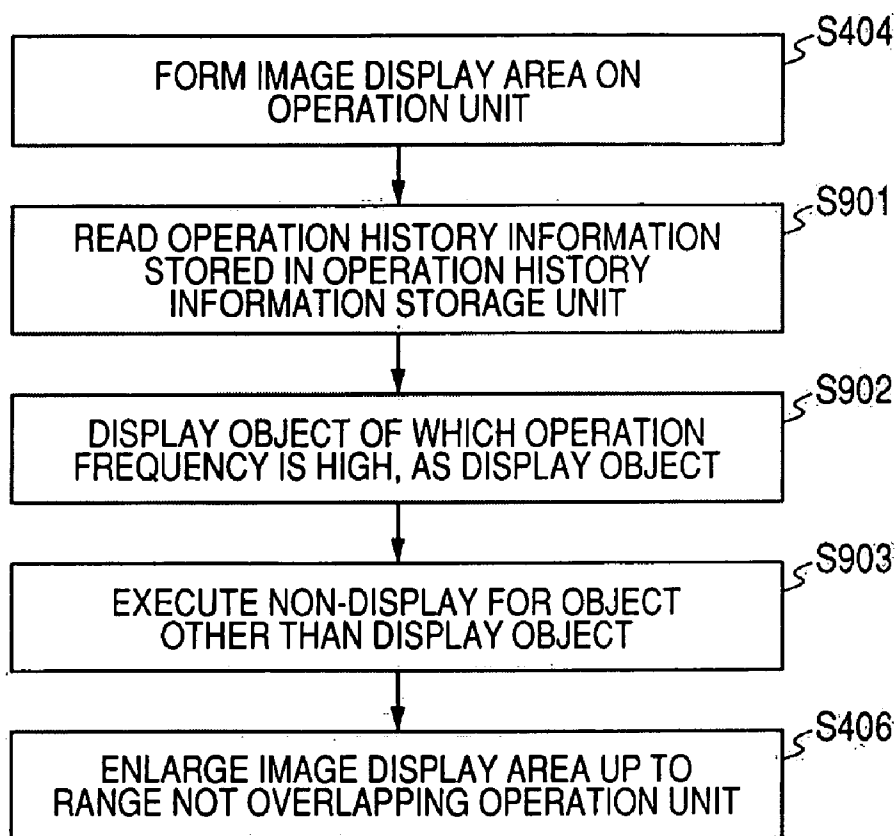 S404
FORM IMAGE DISPLAY AREA ON
OPERATION UNIT
S901
READ OPERATION HISTORY INFORMATION
STORED IN OPERATION HISTORY
INFORMATION STORAGE UNIT
S902
DISPLAY OBJECT OF WHICH OPERATION
FREQUENCY IS HIGH, AS DISPLAY OBJECT
S903
EXECUTE NON-DISPLAY FOR OBJECT
OTHER THAN DISPLAY OBJECT
S406
ENLARGE IMAGE DISPLAY AREA UP TO
RANGE NOT OVERLAPPING OPERATION UNIT